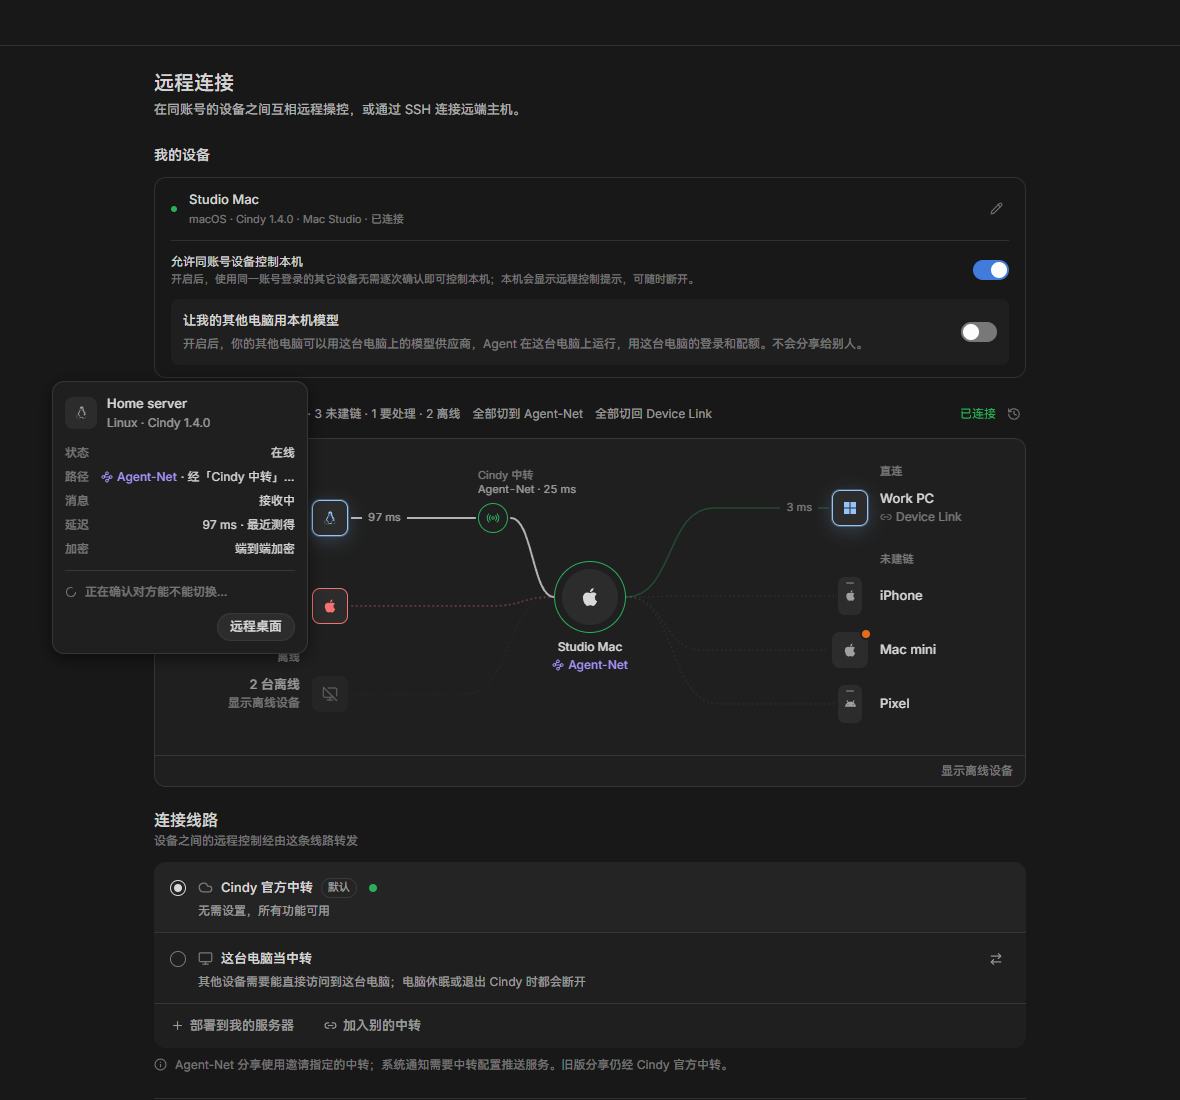 远程连接
在同账号的设备之间互相远程操控，或通过 SSH 连接远端主机。
我的设备
Studio Mac
macOS · Cindy 1.4.0 · Mac Studio · 已连接
允许同账号设备控制本机
开启后，使用同一账号登录的其它设备无需逐次确认即可控制本机；本机会显示远程控制提示，可随时断开。
让我的其他电脑用本机模型
开启后，你的其他电脑可以用这台电脑上的模型供应商，Agent 在这台电脑上运行，用这台电脑的登录和配额。不会分享给别人。
· 3 未建链 · 1 要处理 · 2 离线 全部切到 Agent-Net 全部切回 Device Link
已连接
Home server
Linux · Cindy 1.4.0
状态 在线
路径 Agent-Net · 经「Cindy 中转」...
消息 接收中
延迟 97 ms · 最近测得
加密 端到端加密
正在确认对方能不能切换...
远程桌面
97 ms
Cindy 中转
Agent-Net · 25 ms
Studio Mac
Agent-Net
3 ms
直连
Work PC
Device Link
未建链
iPhone
Mac mini
Pixel
离线
2 台离线
显示离线设备
显示离线设备
连接线路
设备之间的远程控制经由这条线路转发
Cindy 官方中转 默认
无需设置，所有功能可用
这台电脑当中转
其他设备需要能直接访问到这台电脑；电脑休眠或退出 Cindy 时都会断开
部署到我的服务器 加入别的中转
Agent-Net 分享使用邀请指定的中转；系统通知需要中转配置推送服务。旧版分享仍经 Cindy 官方中转。